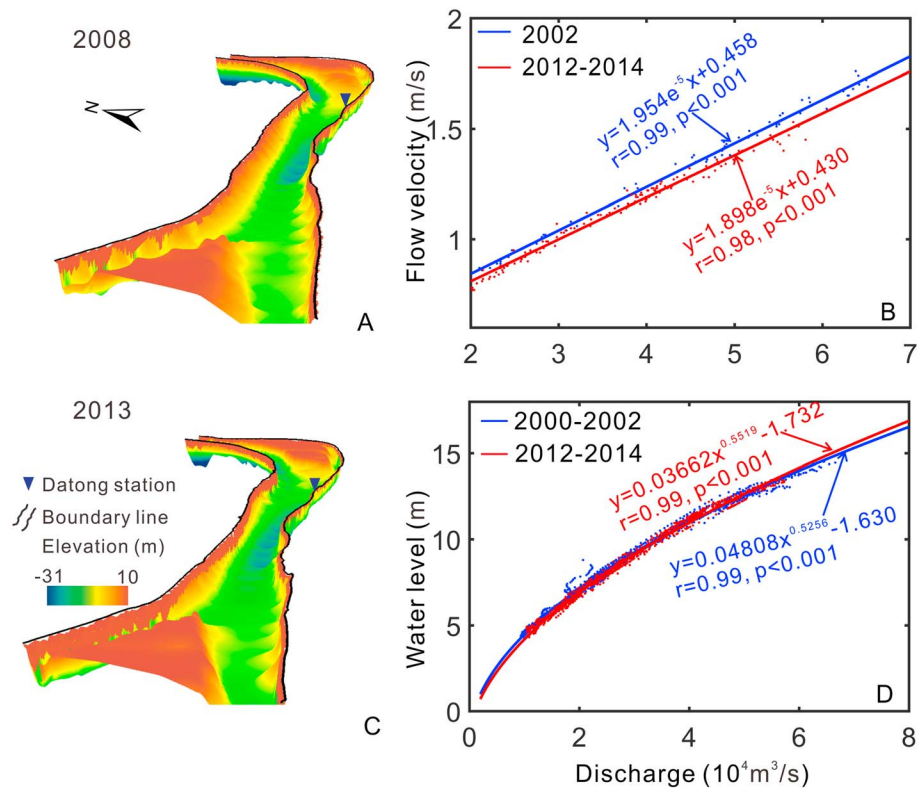 2008
N
A
2
1.5
1
Flow velocity (m/s)
2002
2012-2014
y=1.954e⁻⁵x+0.458
r=0.99, p<0.001
y=1.898e⁻⁵x+0.430
r=0.98, p<0.001
B
2 3 4 5 6 7
2013
Datong station
Boundary line
Elevation (m)
-31 10
C
15
10
5
0
Water level (m)
2000-2002
2012-2014
y=0.03662x⁰·⁵⁵¹⁹-1.732
r=0.99, p<0.001
y=0.04808x⁰·⁵²⁵⁶-1.630
r=0.99, p<0.001
D
0 2 4 6 8
Discharge (10⁴m³/s)